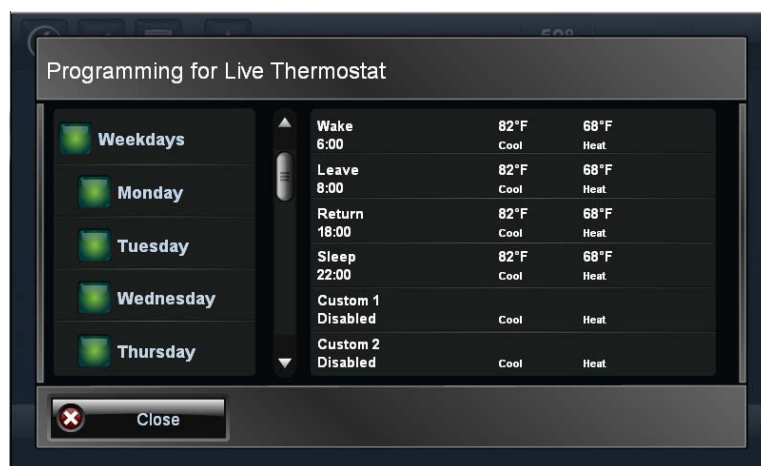 Programming for Live Thermostat
Weekdays
Monday
Tuesday
Wednesday
Thursday
Wake 82°F 68°F
6:00 Cool Heat
Leave 82°F 68°F
8:00 Cool Heat
Return 82°F 68°F
18:00 Cool Heat
Sleep 82°F 68°F
22:00 Cool Heat
Custom 1
Disabled Cool Heat
Custom 2
Disabled Cool Heat
Close